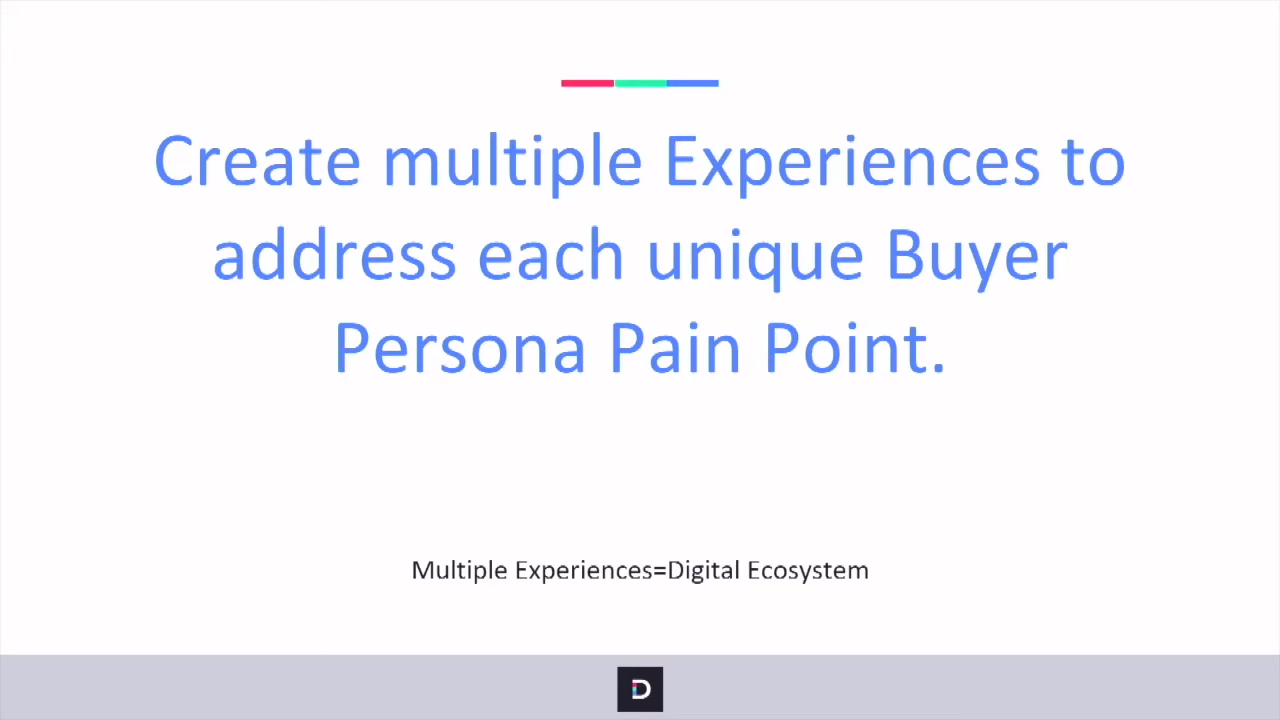 Create multiple Experiences to
address each unique Buyer
Persona Pain Point.
Multiple Experiences=Digital Ecosystem
D